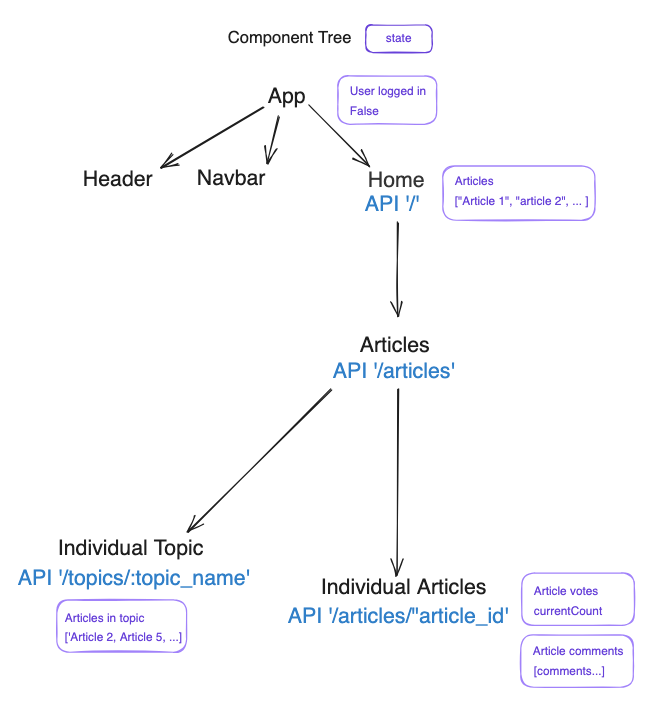 Component Tree
state
App
User logged in
False
Header
Navbar
Home
API '/'
Articles
["Article 1", "article 2", ... ]
Articles
API '/articles'
Individual Topic
API '/topics/:topic_name'
Articles in topic
['Article 2, Article 5, ...]
Individual Articles
API '/articles/"article_id'
Article votes
currentCount
Article comments
[comments...]